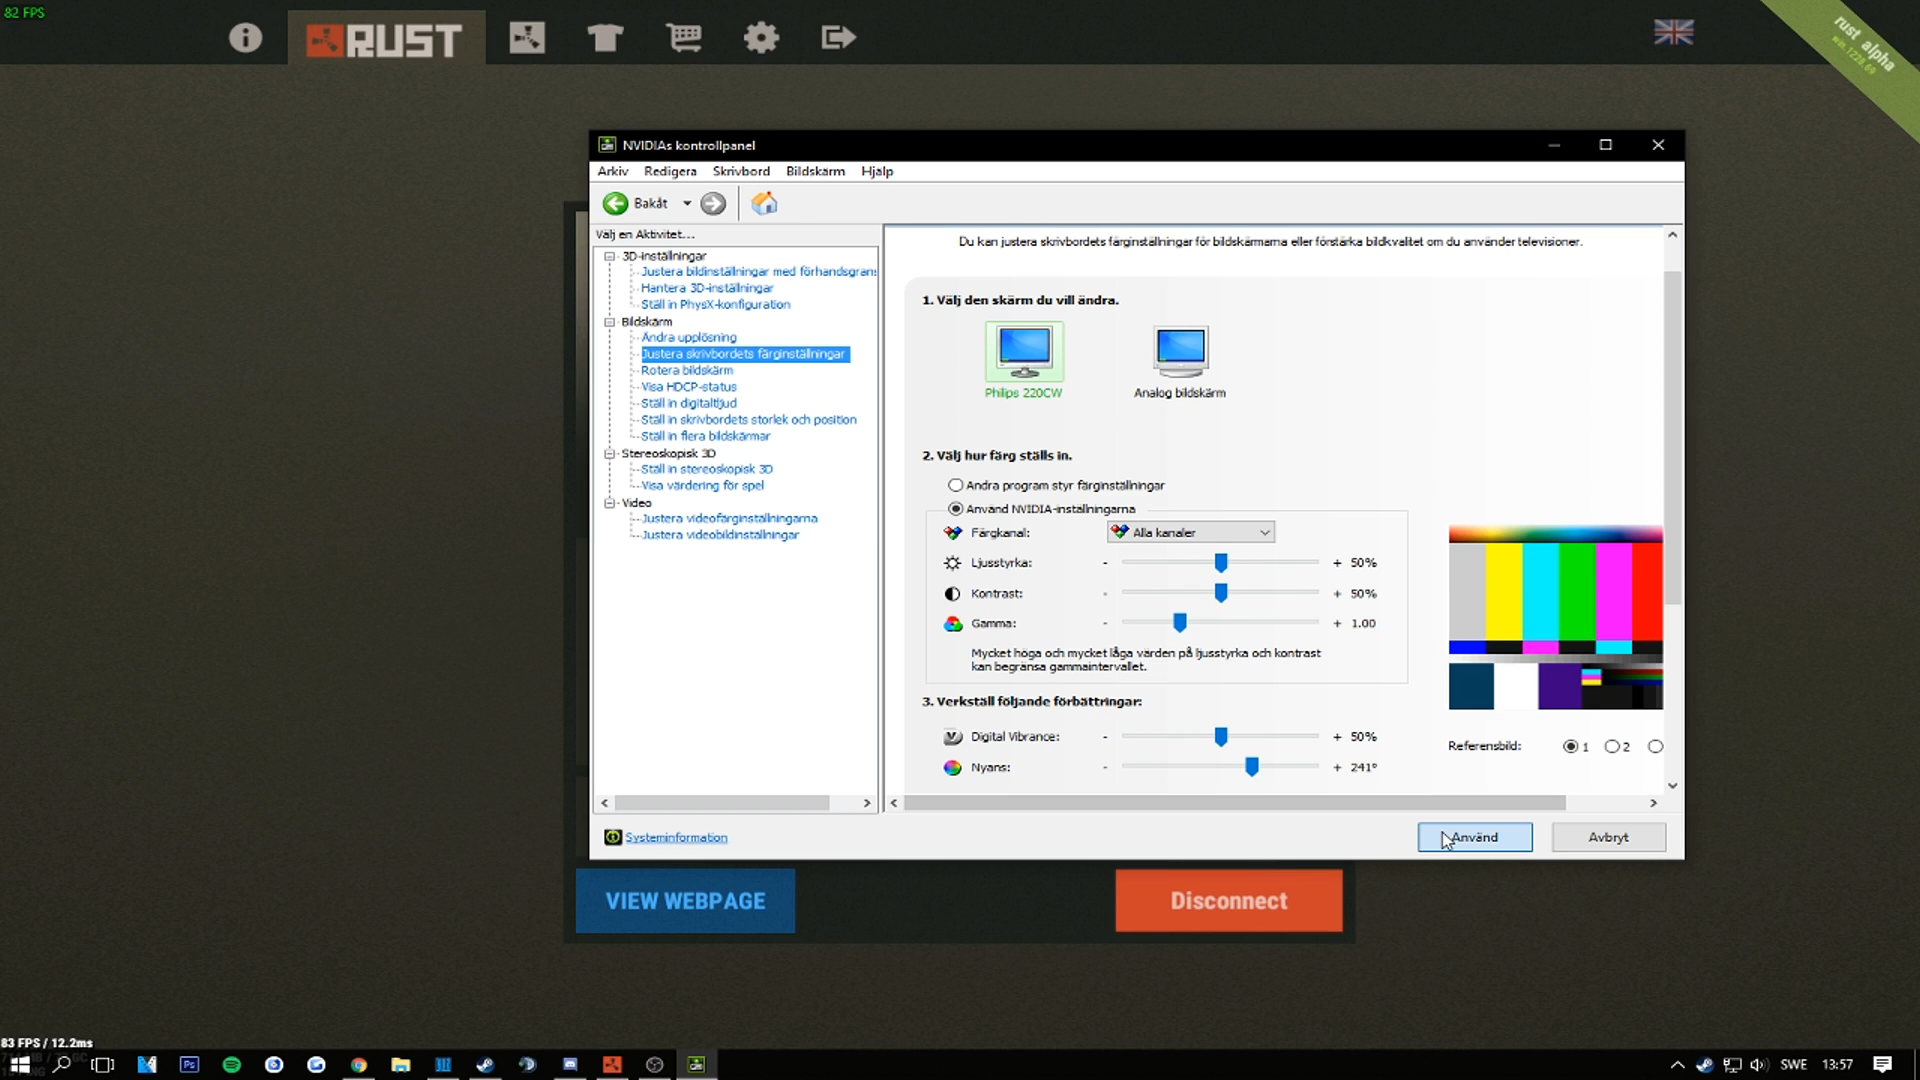 82 FPS
RUST
rust alpha
NVIDIAs kontrollpanel
Arkiv Redigera Skrivbord Bildskärm Hjälp
Bakåt
Välj en Aktivitet...
3D-inställningar
Justera bildinställningar med förhandsgrans
Hantera 3D-inställningar
Ställ in PhysX-konfiguration
Bildskärm
Ändra upplösning
Justera skrivbordets färginställningar
Rotera bildskärm
Visa HDCP-status
Ställ in digitaltljud
Ställ in skrivbordets storlek och position
Ställ in flera bildskärmar
Stereoskopisk 3D
Ställ in stereoskopisk 3D
Visa värdering för spel
Video
Justera videofärginställningarna
Justera videobildinställningar
Systeminformation
Du kan justera skrivbordets färginställningar för bildskärmarna eller förstärka bildkvalitet om du använder televisioner.
1. Välj den skärm du vill ändra.
Philips 220CW Analog bildskärm
2. Välj hur färg ställs in.
Andra program styr färginställningar
Använd NVIDIA-inställningarna
Färgkanal: Alla kanaler
Ljusstyrka: - + 50%
Kontrast: - + 50%
Gamma: - + 1.00
Mycket höga och mycket låga värden på ljusstyrka och kontrast
kan begränsa gammaintervallet.
3. Verkställ följande förbättringar:
Digital Vibrance: - + 50%
Nyans: - + 241°
Referensbild: 1 2
Använd Avbryt
VIEW WEBPAGE Disconnect
83 FPS / 12.2ms
Ps
SWE 13:57